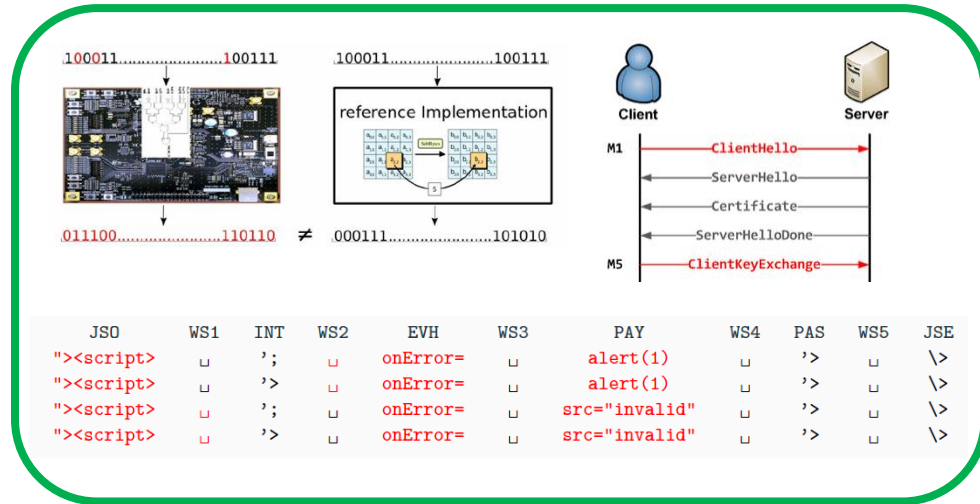 100011......................100111
100011......................100111
reference Implementation
SubBytes
S
011100......................110110
≠
000111......................101010
Client
Server
M1
ClientHello
ServerHello
Certificate
ServerHelloDone
M5
ClientKeyExchange
JSO WS1 INT WS2 EVH WS3 PAY WS4 PAS WS5 JSE
"><script> ␣ '; ␣ onError= ␣ alert(1) ␣ '> ␣ \>
"><script> ␣ '> ␣ onError= ␣ alert(1) ␣ '> ␣ \>
"><script> ␣ '; ␣ onError= ␣ src="invalid" ␣ '> ␣ \>
"><script> ␣ '> ␣ onError= ␣ src="invalid" ␣ '> ␣ \>